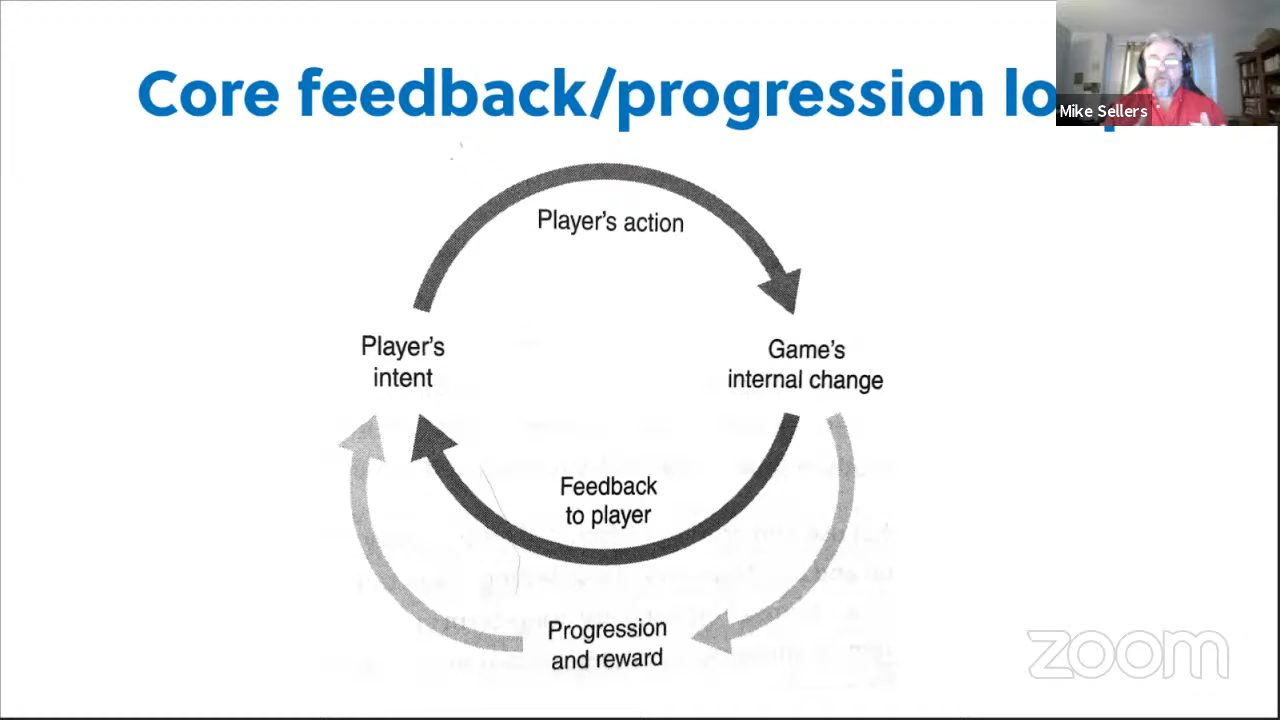 Core feedback/progression lo
Mike Sellers
Player's action
Player's
intent
Game's
internal change
Feedback
to player
Progression
and reward
zoom